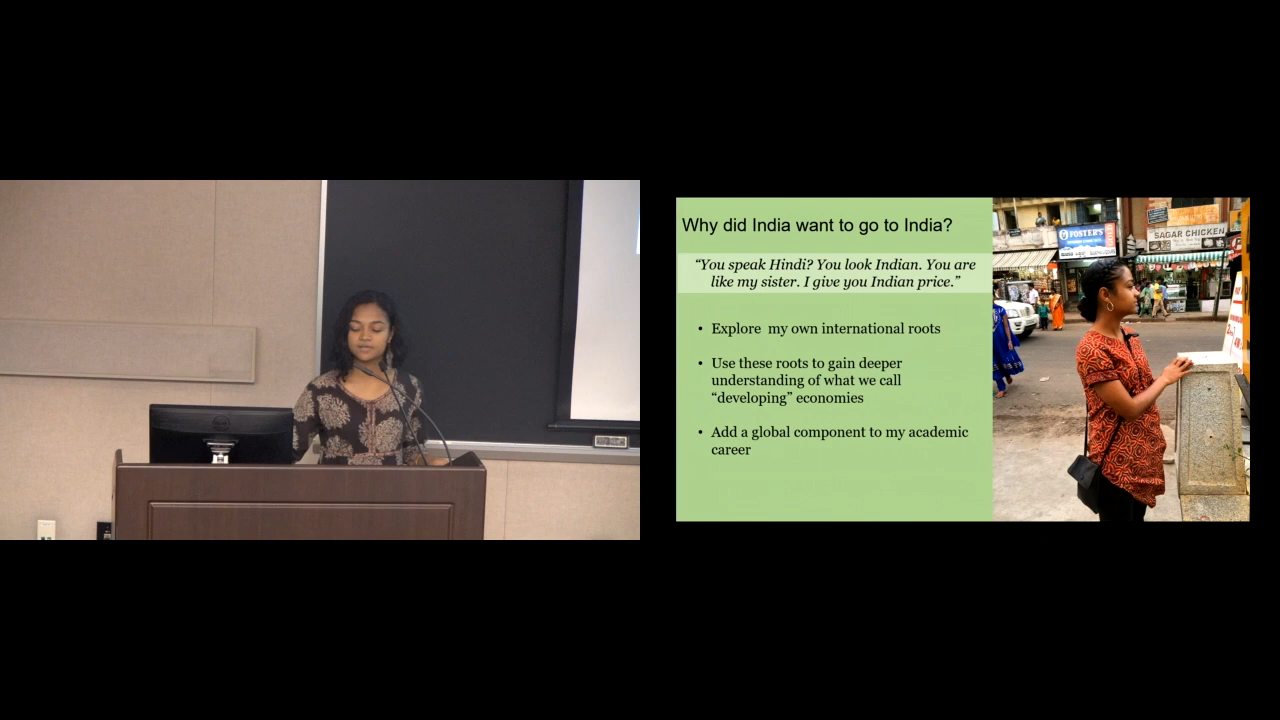 Why did India want to go to India?
“You speak Hindi? You look Indian. You are
like my sister. I give you Indian price.”
• Explore  my own international roots
• Use these roots to gain deeper
understanding of what we call
“developing” economies
• Add a global component to my academic
career
FOSTER'S
SAGAR CHICKEN